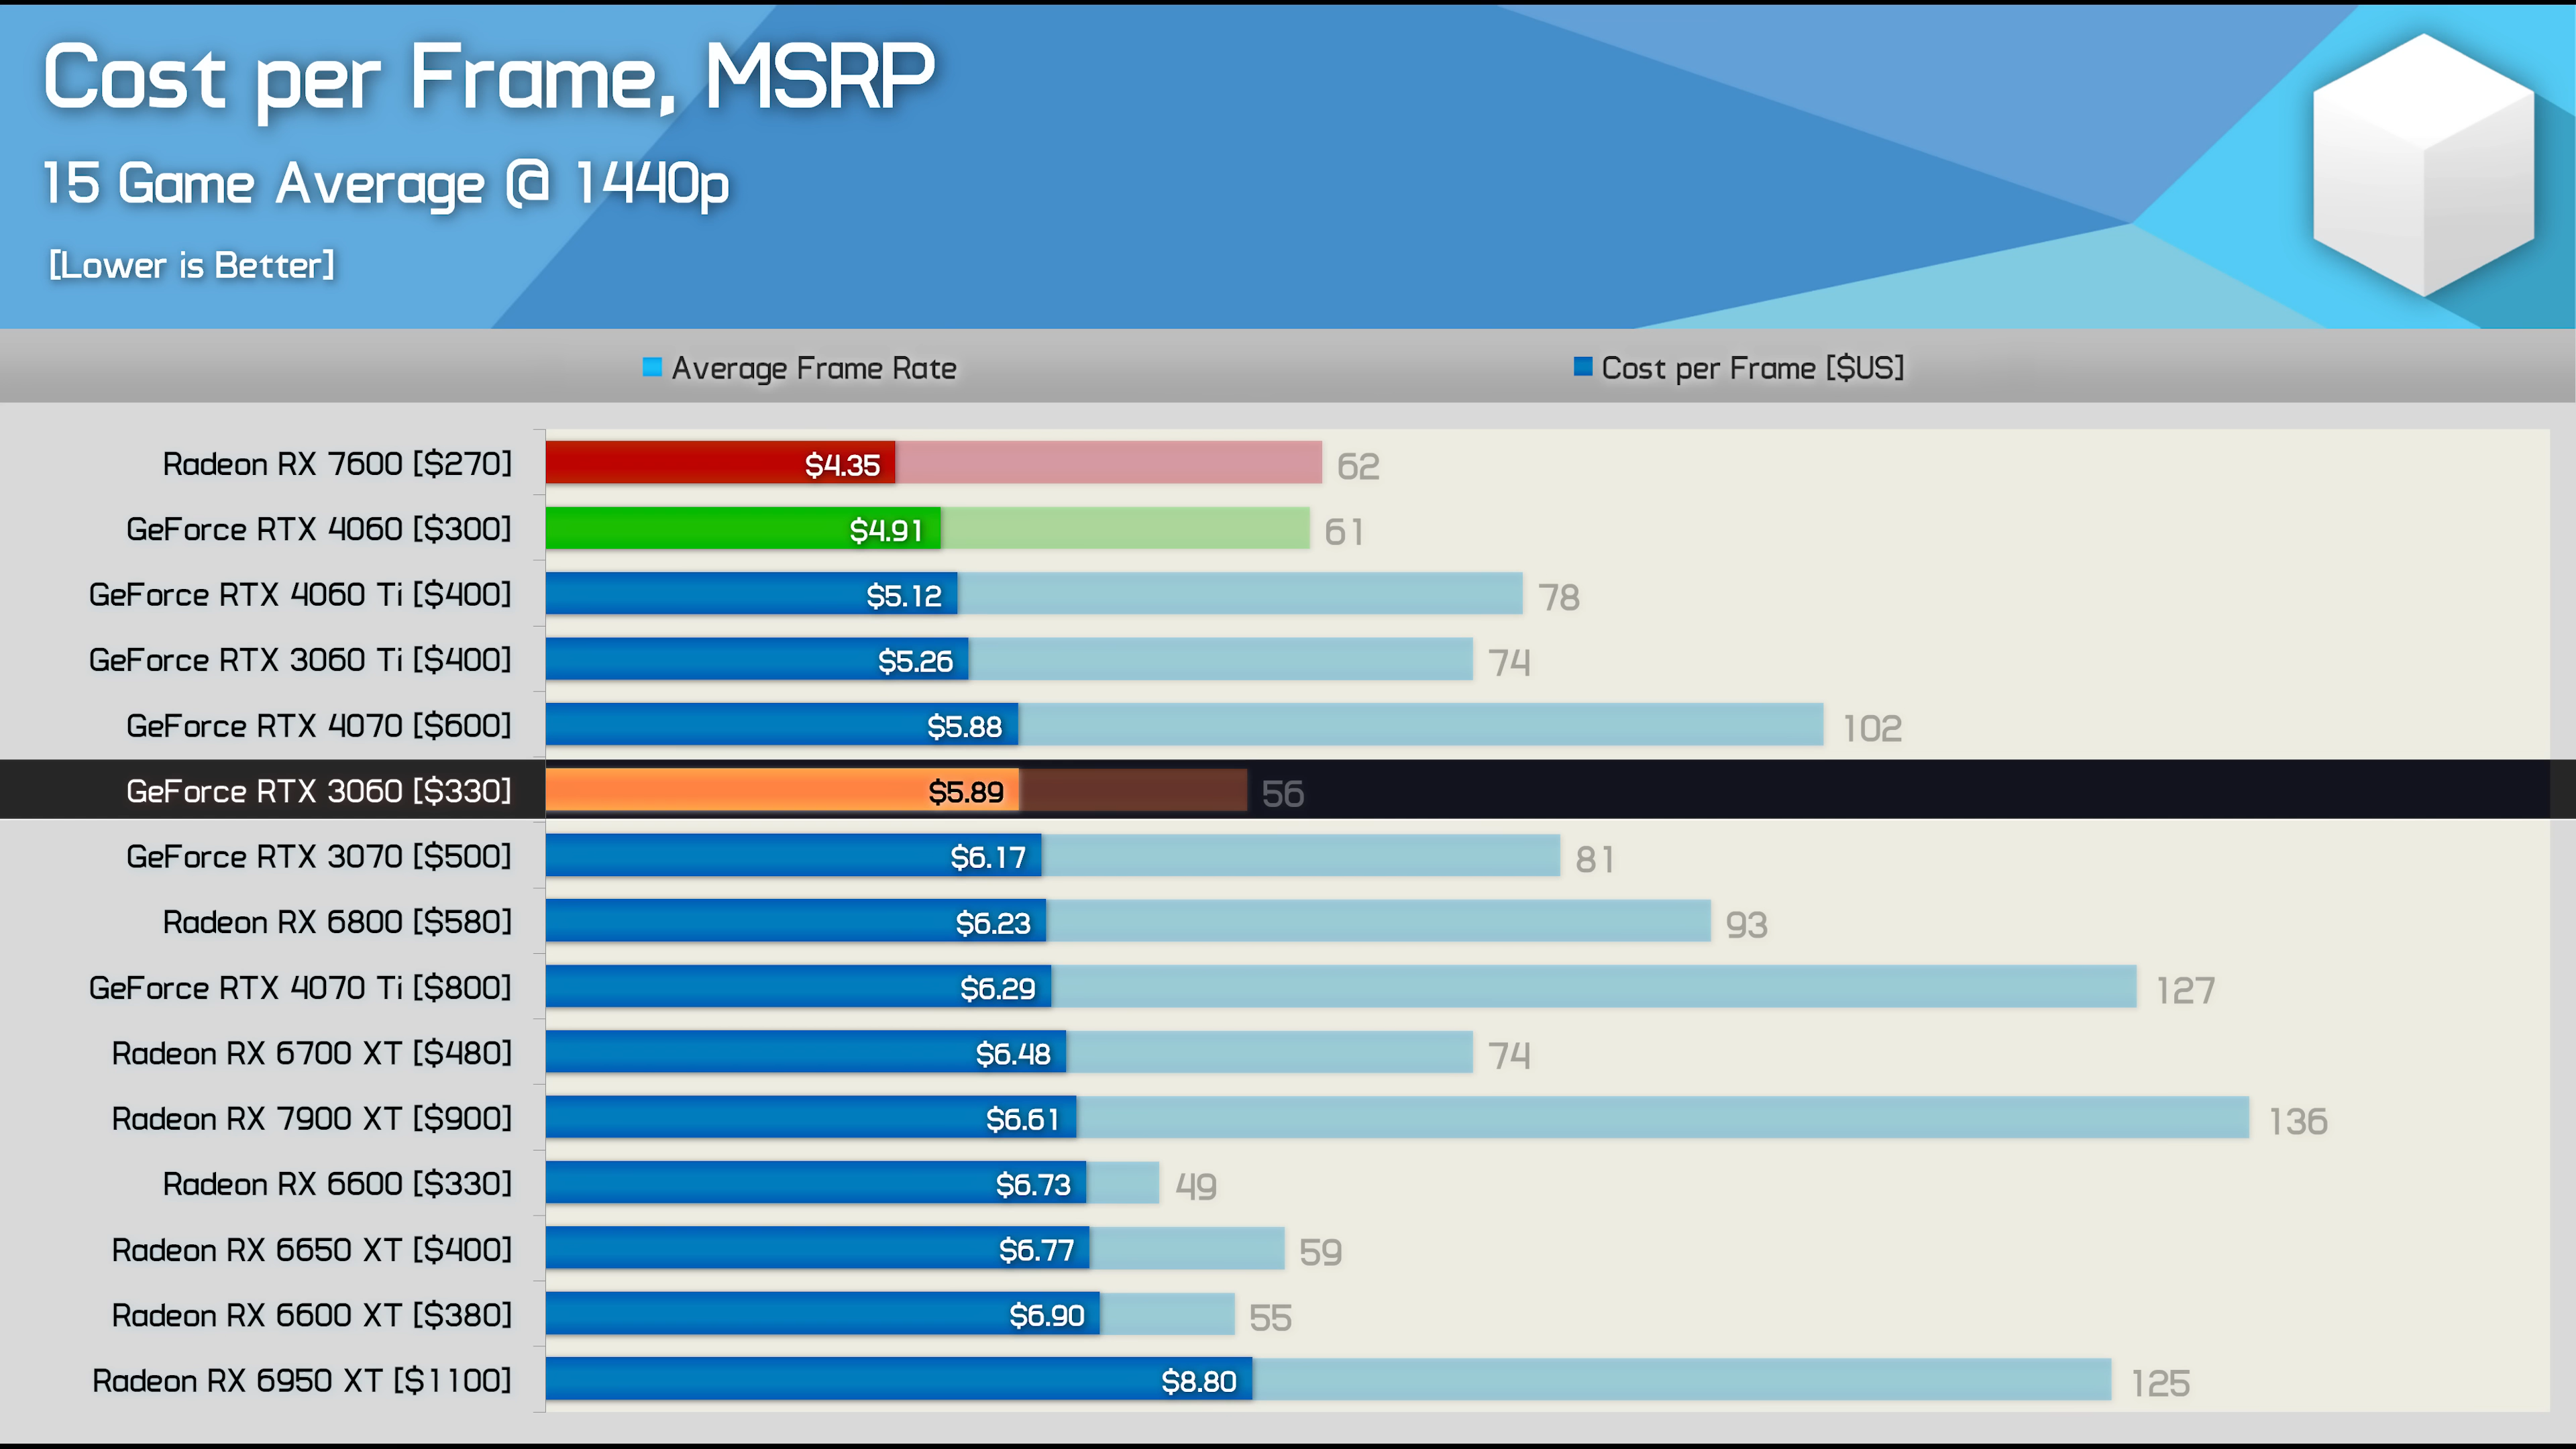 Cost per Frame, MSRP
15 Game Average @ 1440p
[Lower is Better]
Average Frame Rate Cost per Frame [$US]
Radeon RX 7600 [$270] $4.35 62
GeForce RTX 4060 [$300] $4.91 61
GeForce RTX 4060 Ti [$400] $5.12 78
GeForce RTX 3060 Ti [$400] $5.26 74
GeForce RTX 4070 [$600] $5.88 102
GeForce RTX 3060 [$330] $5.89 56
GeForce RTX 3070 [$500] $6.17 81
Radeon RX 6800 [$580] $6.23 93
GeForce RTX 4070 Ti [$800] $6.29 127
Radeon RX 6700 XT [$480] $6.48 74
Radeon RX 7900 XT [$900] $6.61 136
Radeon RX 6600 [$330] $6.73 49
Radeon RX 6650 XT [$400] $6.77 59
Radeon RX 6600 XT [$380] $6.90 55
Radeon RX 6950 XT [$1100] $8.80 125